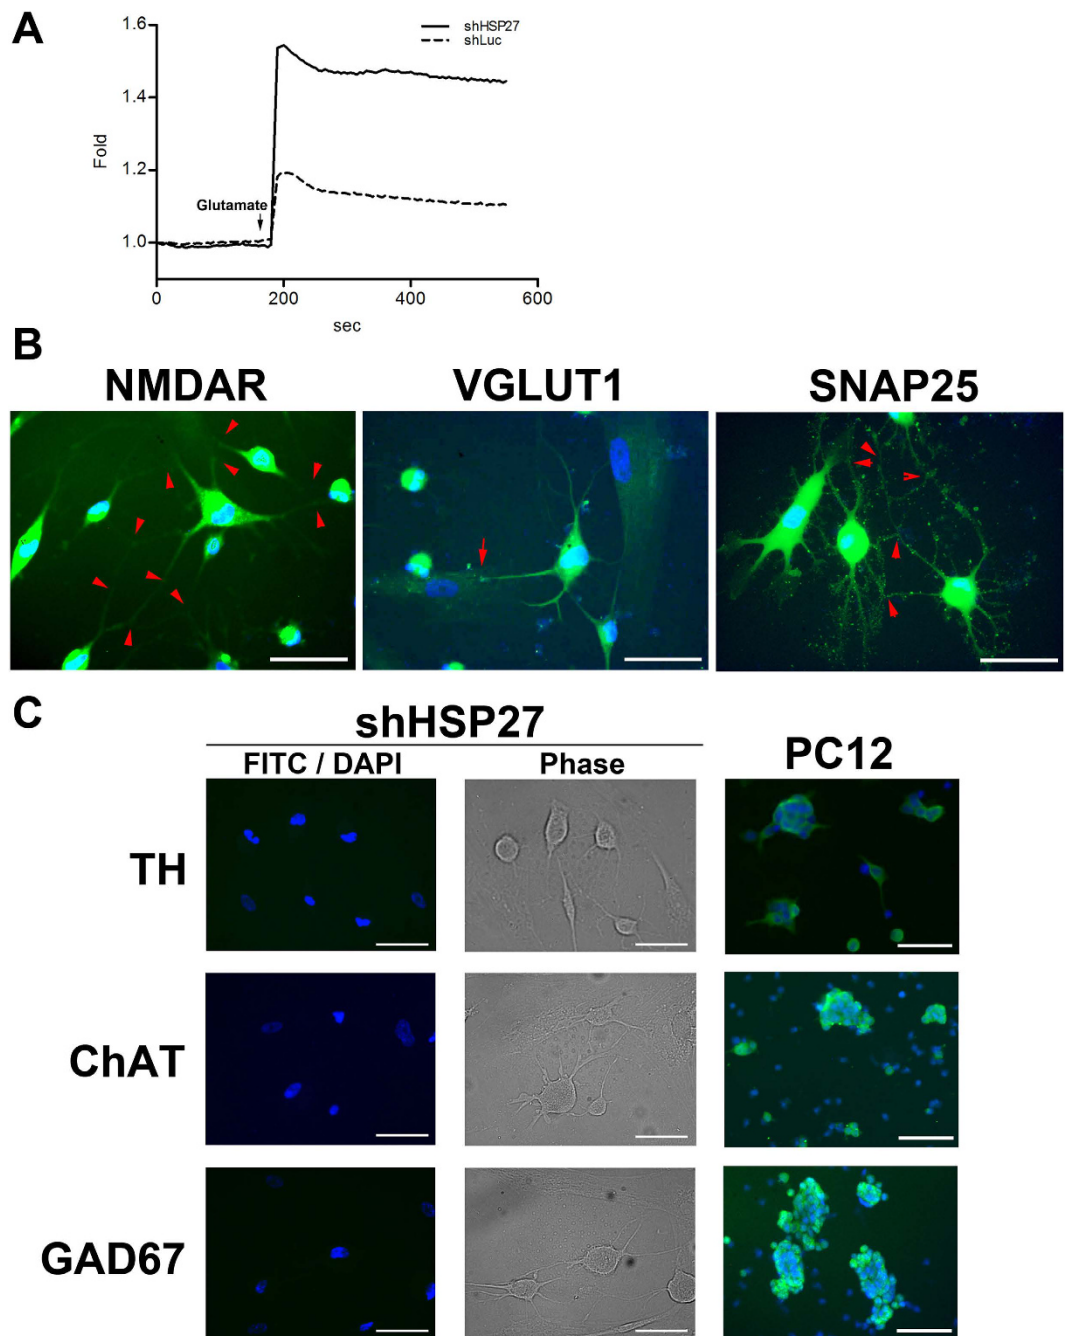 A
1.6
1.4
1.2
1.0
Fold
shHSP27
shLuc
Glutamate
0
200
400
600
sec
B
NMDAR
VGLUT1
SNAP25
C
shHSP27
PC12
FITC / DAPI
Phase
TH
ChAT
GAD67